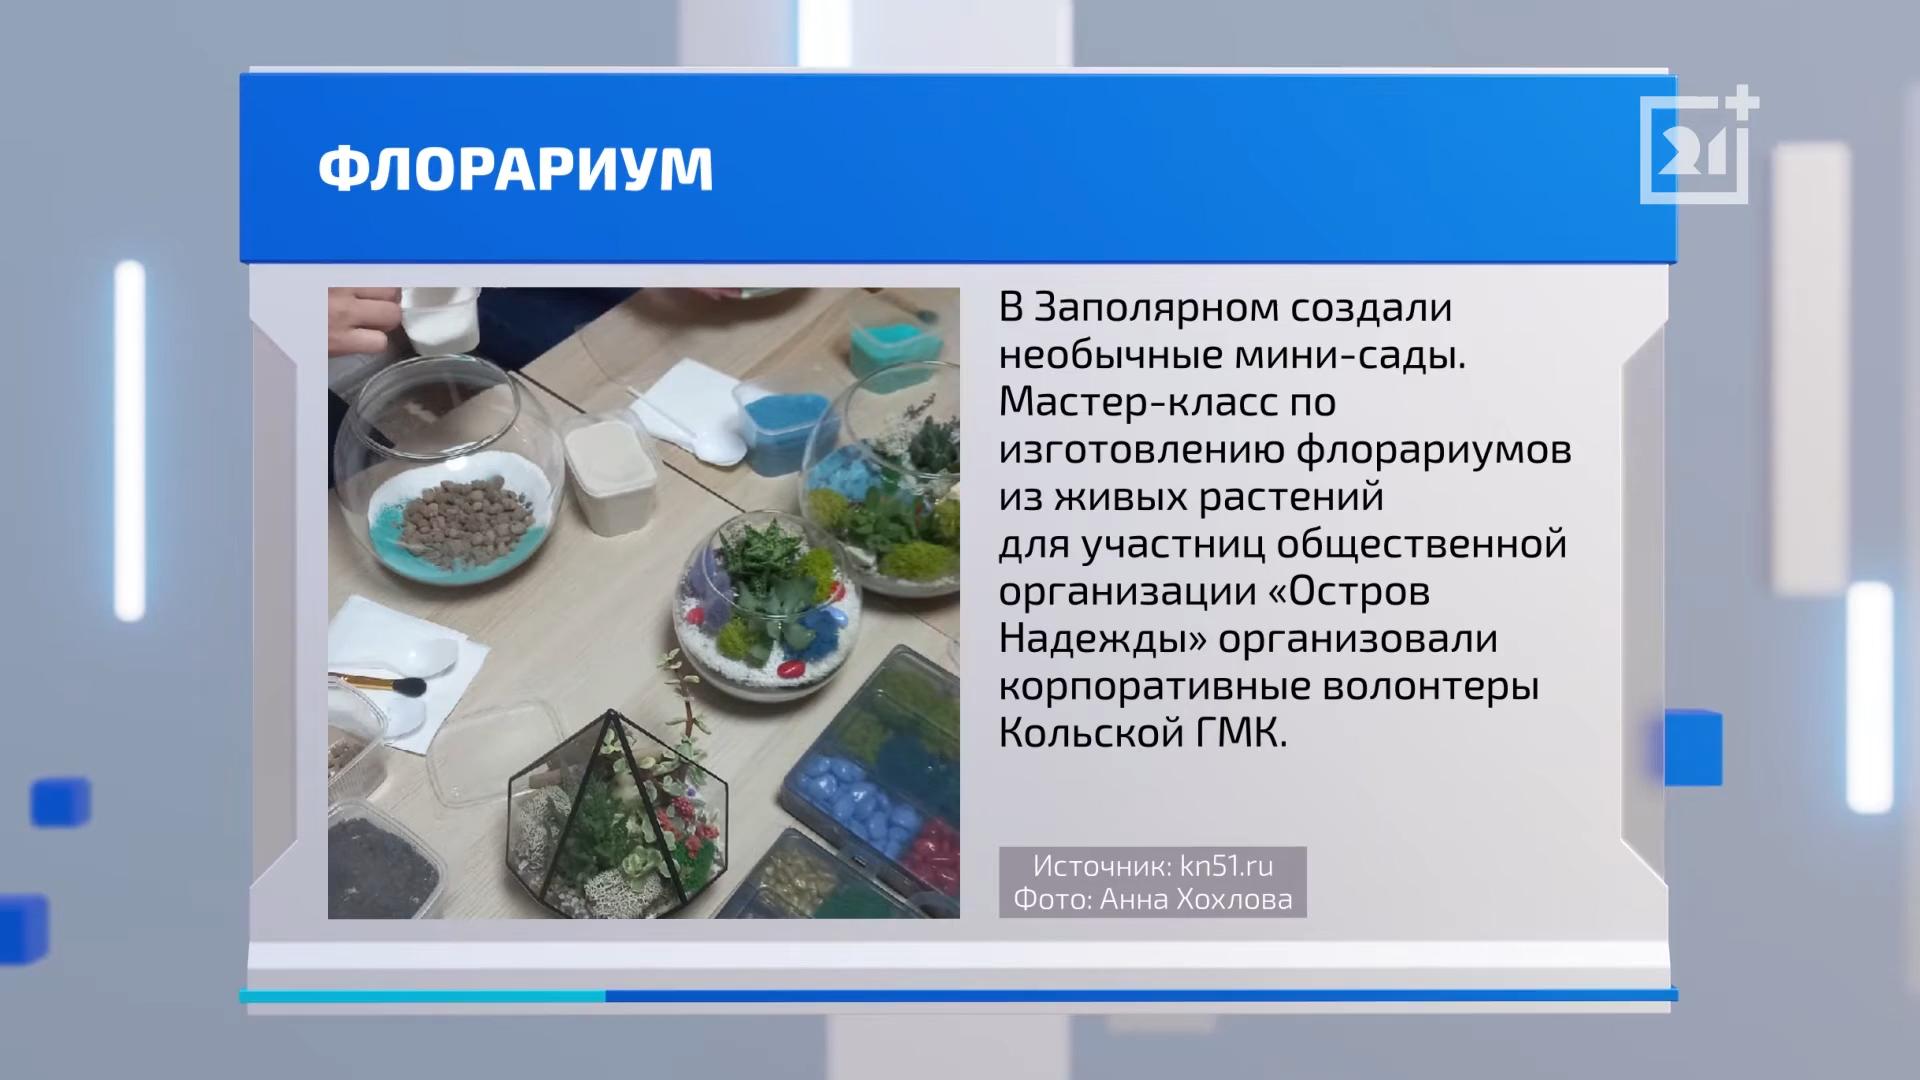 ФЛОРАРИУМ
21+
В Заполярном создали
необычные мини-сады.
Мастер-класс по
изготовлению флорариумов
из живых растений
для участниц общественной
организации «Остров
Надежды» организовали
корпоративные волонтеры
Кольской ГМК.
Источник: kn51.ru
Фото: Анна Хохлова